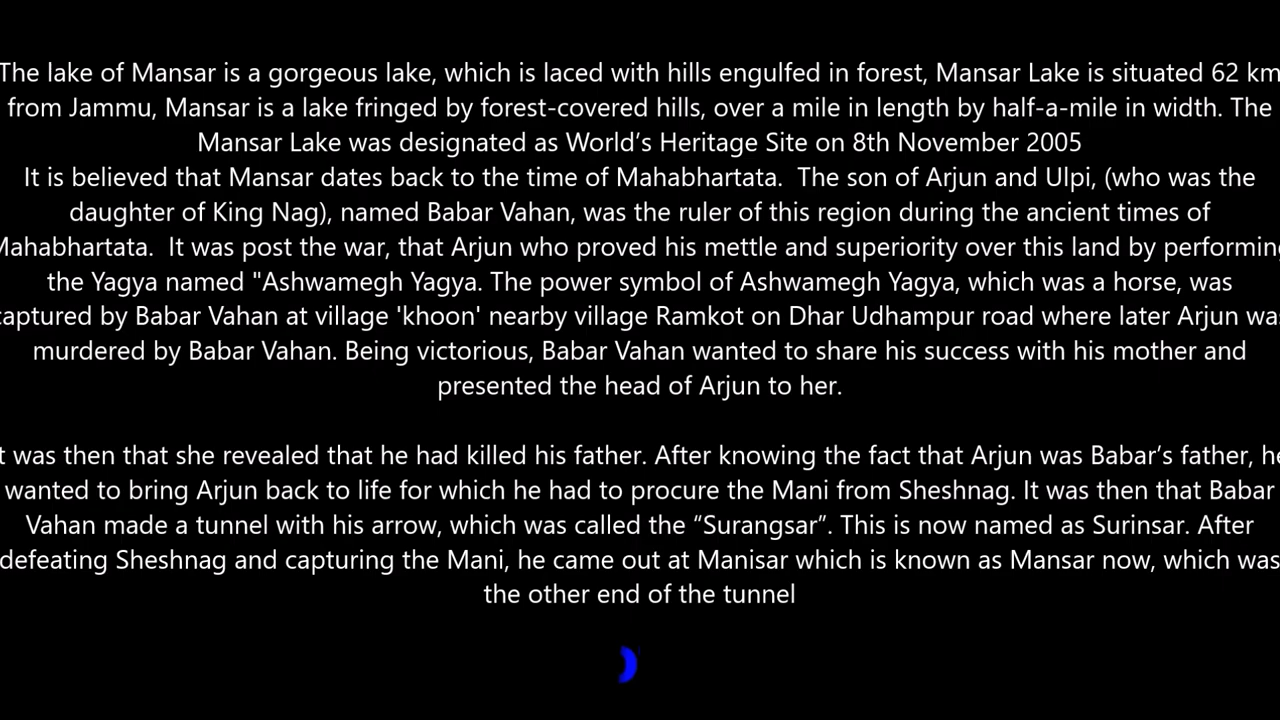 The lake of Mansar is a gorgeous lake, which is laced with hills engulfed in forest, Mansar Lake is situated 62 km
from Jammu, Mansar is a lake fringed by forest-covered hills, over a mile in length by half-a-mile in width. The
Mansar Lake was designated as World’s Heritage Site on 8th November 2005
It is believed that Mansar dates back to the time of Mahabhartata.  The son of Arjun and Ulpi, (who was the
daughter of King Nag), named Babar Vahan, was the ruler of this region during the ancient times of
Mahabhartata.  It was post the war, that Arjun who proved his mettle and superiority over this land by performing
the Yagya named "Ashwamegh Yagya. The power symbol of Ashwamegh Yagya, which was a horse, was
captured by Babar Vahan at village 'khoon' nearby village Ramkot on Dhar Udhampur road where later Arjun was
murdered by Babar Vahan. Being victorious, Babar Vahan wanted to share his success with his mother and
presented the head of Arjun to her.
t was then that she revealed that he had killed his father. After knowing the fact that Arjun was Babar’s father, he
wanted to bring Arjun back to life for which he had to procure the Mani from Sheshnag. It was then that Babar
Vahan made a tunnel with his arrow, which was called the “Surangsar”. This is now named as Surinsar. After
defeating Sheshnag and capturing the Mani, he came out at Manisar which is known as Mansar now, which was
the other end of the tunnel